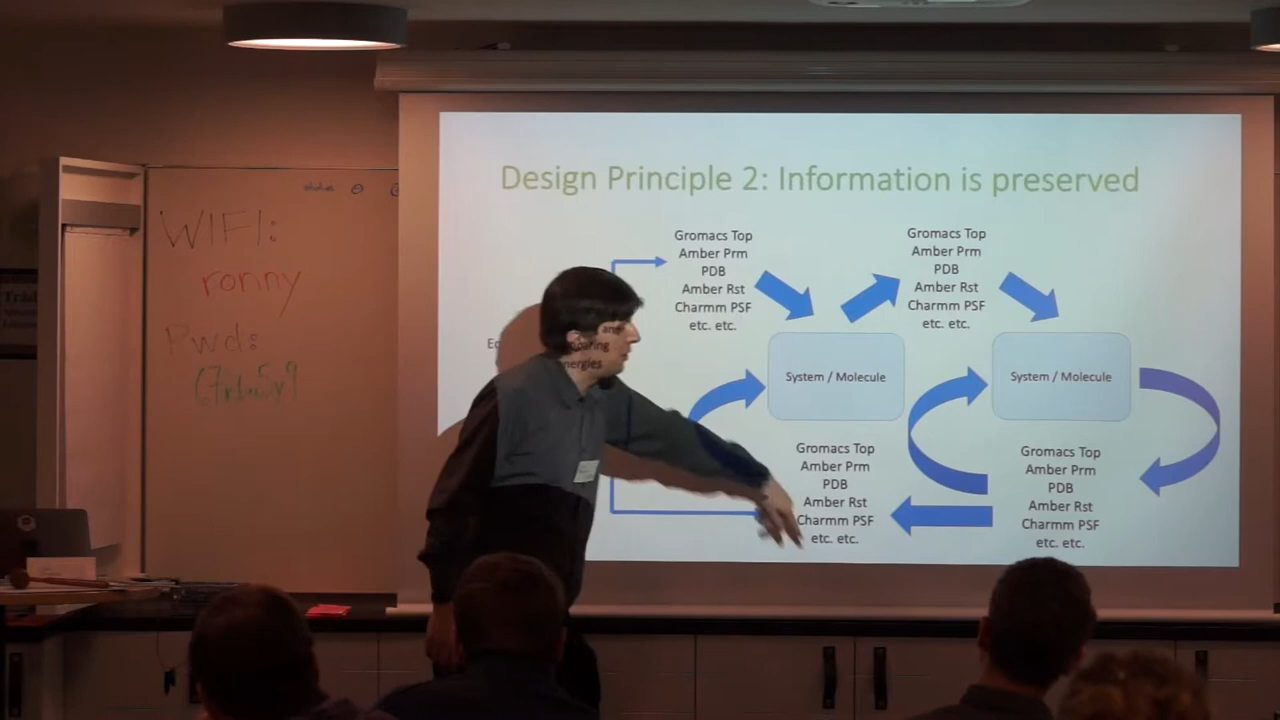 WIFI:
ronny
Pwd:
Design Principle 2: Information is preserved
Gromacs Top
Amber Prm
PDB
Amber Rst
Charmm PSF
etc. etc.
Gromacs Top
Amber Prm
PDB
Amber Rst
Charmm PSF
etc. etc.
System / Molecule
System / Molecule
Gromacs Top
Amber Prm
PDB
Amber Rst
Charmm PSF
etc. etc.
Gromacs Top
Amber Prm
PDB
Amber Rst
Charmm PSF
etc. etc.